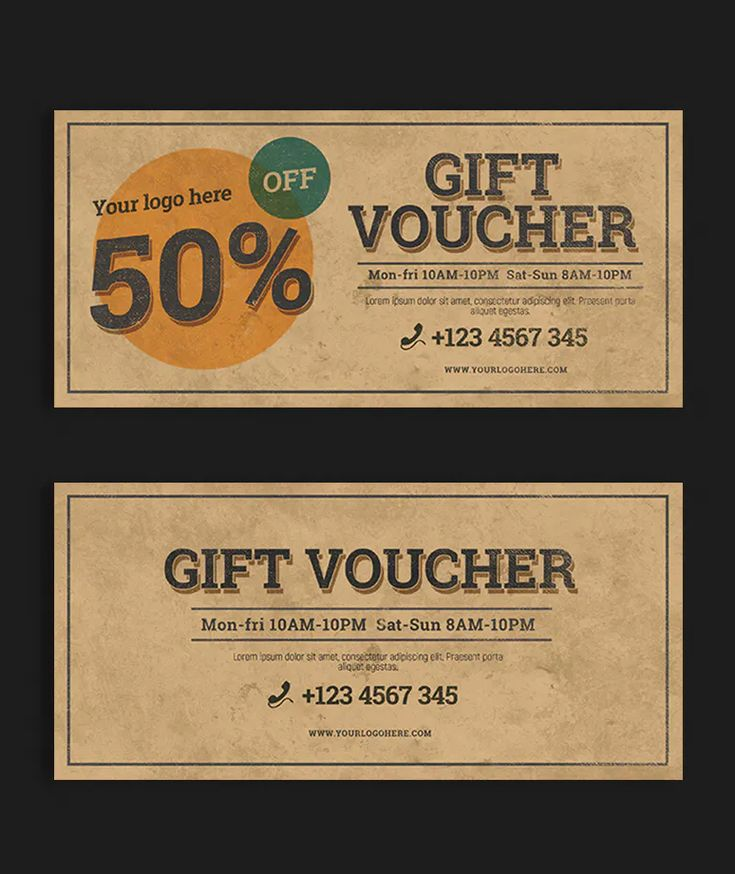 Your logo here
OFF
50%
GIFT
VOUCHER
Mon-fri 10AM-10PM Sat-Sun 8AM-10PM
Lorem ipsum dolor sit amet, consectetur adipiscing elit. Praesent porta
aliquet egestas.
+123 4567 345
WWW.YOURLOGOHERE.COM
GIFT VOUCHER
Mon-fri 10AM-10PM Sat-Sun 8AM-10PM
Lorem ipsum dolor sit amet, consectetur adipiscing elit. Praesent porta
aliquet egestas.
+123 4567 345
WWW.YOURLOGOHERE.COM